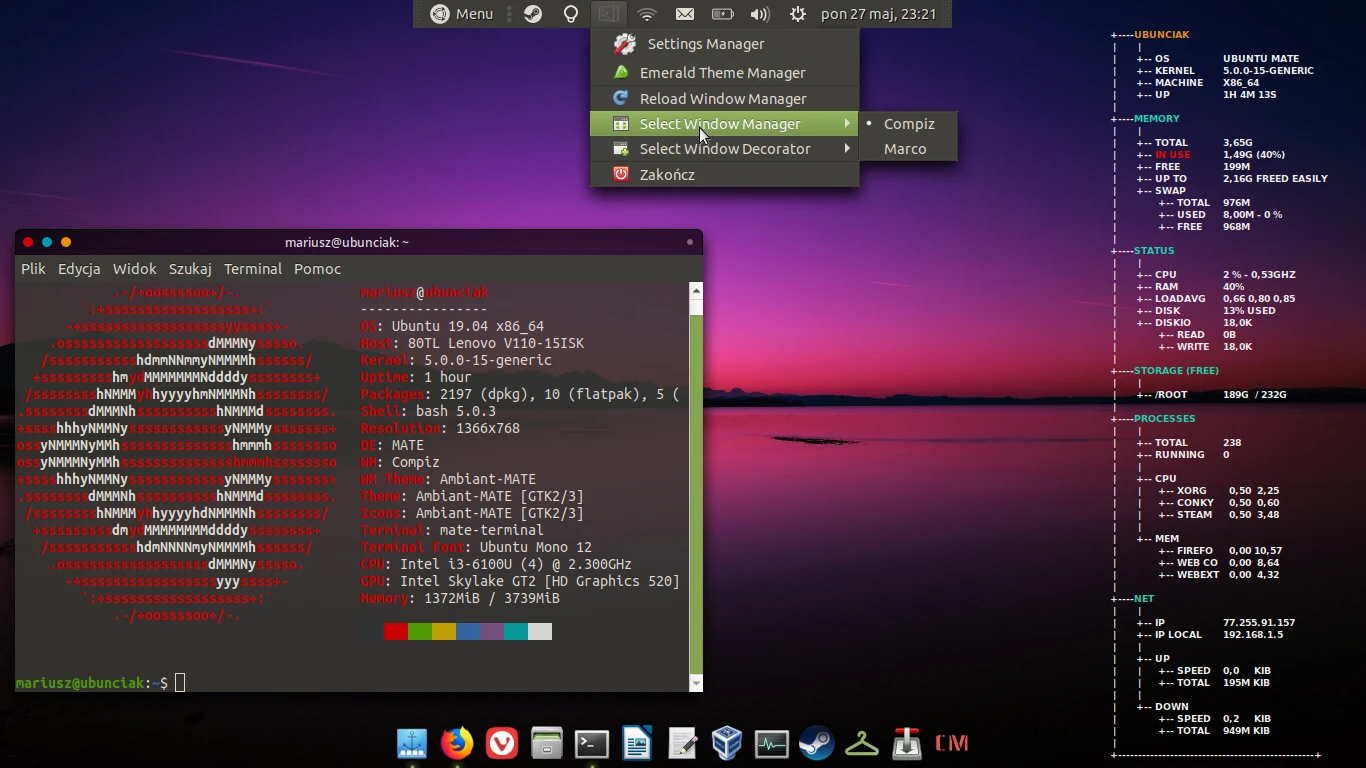 Menu pon 27 maj, 23:21
Settings Manager
Emerald Theme Manager
Reload Window Manager
Select Window Manager
Select Window Decorator
Zakończ
Compiz
Marco
mariusz@ubunciak: ~
Plik Edycja Widok Szukaj Terminal Pomoc
.-/+oossssoo+/-.
mariusz@ubunciak
----------------
OS: Ubuntu 19.04 x86_64
Host: 80TL Lenovo V110-15ISK
Kernel: 5.0.0-15-generic
Uptime: 1 hour
Packages: 2197 (dpkg), 10 (flatpak), 5 (
Shell: bash 5.0.3
Resolution: 1366x768
DE: MATE
WM: Compiz
WM Theme: Ambiant-MATE
Theme: Ambiant-MATE [GTK2/3]
Icons: Ambiant-MATE [GTK2/3]
Terminal: mate-terminal
Terminal Font: Ubuntu Mono 12
CPU: Intel i3-6100U (4) @ 2.300GHz
GPU: Intel Skylake GT2 [HD Graphics 520]
Memory: 1372MiB / 3739MiB
mariusz@ubunciak:~$
+----UBUNCIAK
+-- OS UBUNTU MATE
+-- KERNEL 5.0.0-15-GENERIC
+-- MACHINE X86_64
+-- UP 1H 4M 13S
+----MEMORY
+-- TOTAL 3,65G
+-- IN USE 1,49G (40%)
+-- FREE 199M
+-- UP TO 2,16G FREED EASILY
+-- SWAP
+-- TOTAL 976M
+-- USED 8,00M - 0 %
+-- FREE 968M
+----STATUS
+-- CPU 2 % - 0,53GHZ
+-- RAM 40%
+-- LOADAVG 0,66 0,80 0,85
+-- DISK 13% USED
+-- DISKIO 18,0K
+-- READ 0B
+-- WRITE 18,0K
+----STORAGE (FREE)
+-- /ROOT 189G / 232G
+----PROCESSES
+-- TOTAL 238
+-- RUNNING 0
+-- CPU
+-- XORG 0,50 2,25
+-- CONKY 0,50 0,60
+-- STEAM 0,50 3,48
+-- MEM
+-- FIREFO 0,00 10,57
+-- WEB CO 0,00 8,64
+-- WEBEXT 0,00 4,32
+----NET
+-- IP 77.255.91.157
+-- IP LOCAL 192.168.1.5
+-- UP
+-- SPEED 0,0 KIB
+-- TOTAL 195M KIB
+-- DOWN
+-- SPEED 0,2 KIB
+-- TOTAL 949M KIB